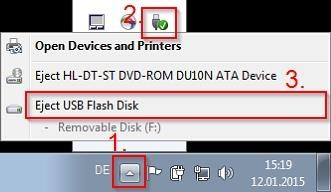 2.
Open Devices and Printers
Eject HL-DT-ST DVD-ROM DU10N ATA Device
3.
Eject USB Flash Disk
- Removable Disk (F:)
1.
DE
15:19
12.01.2015